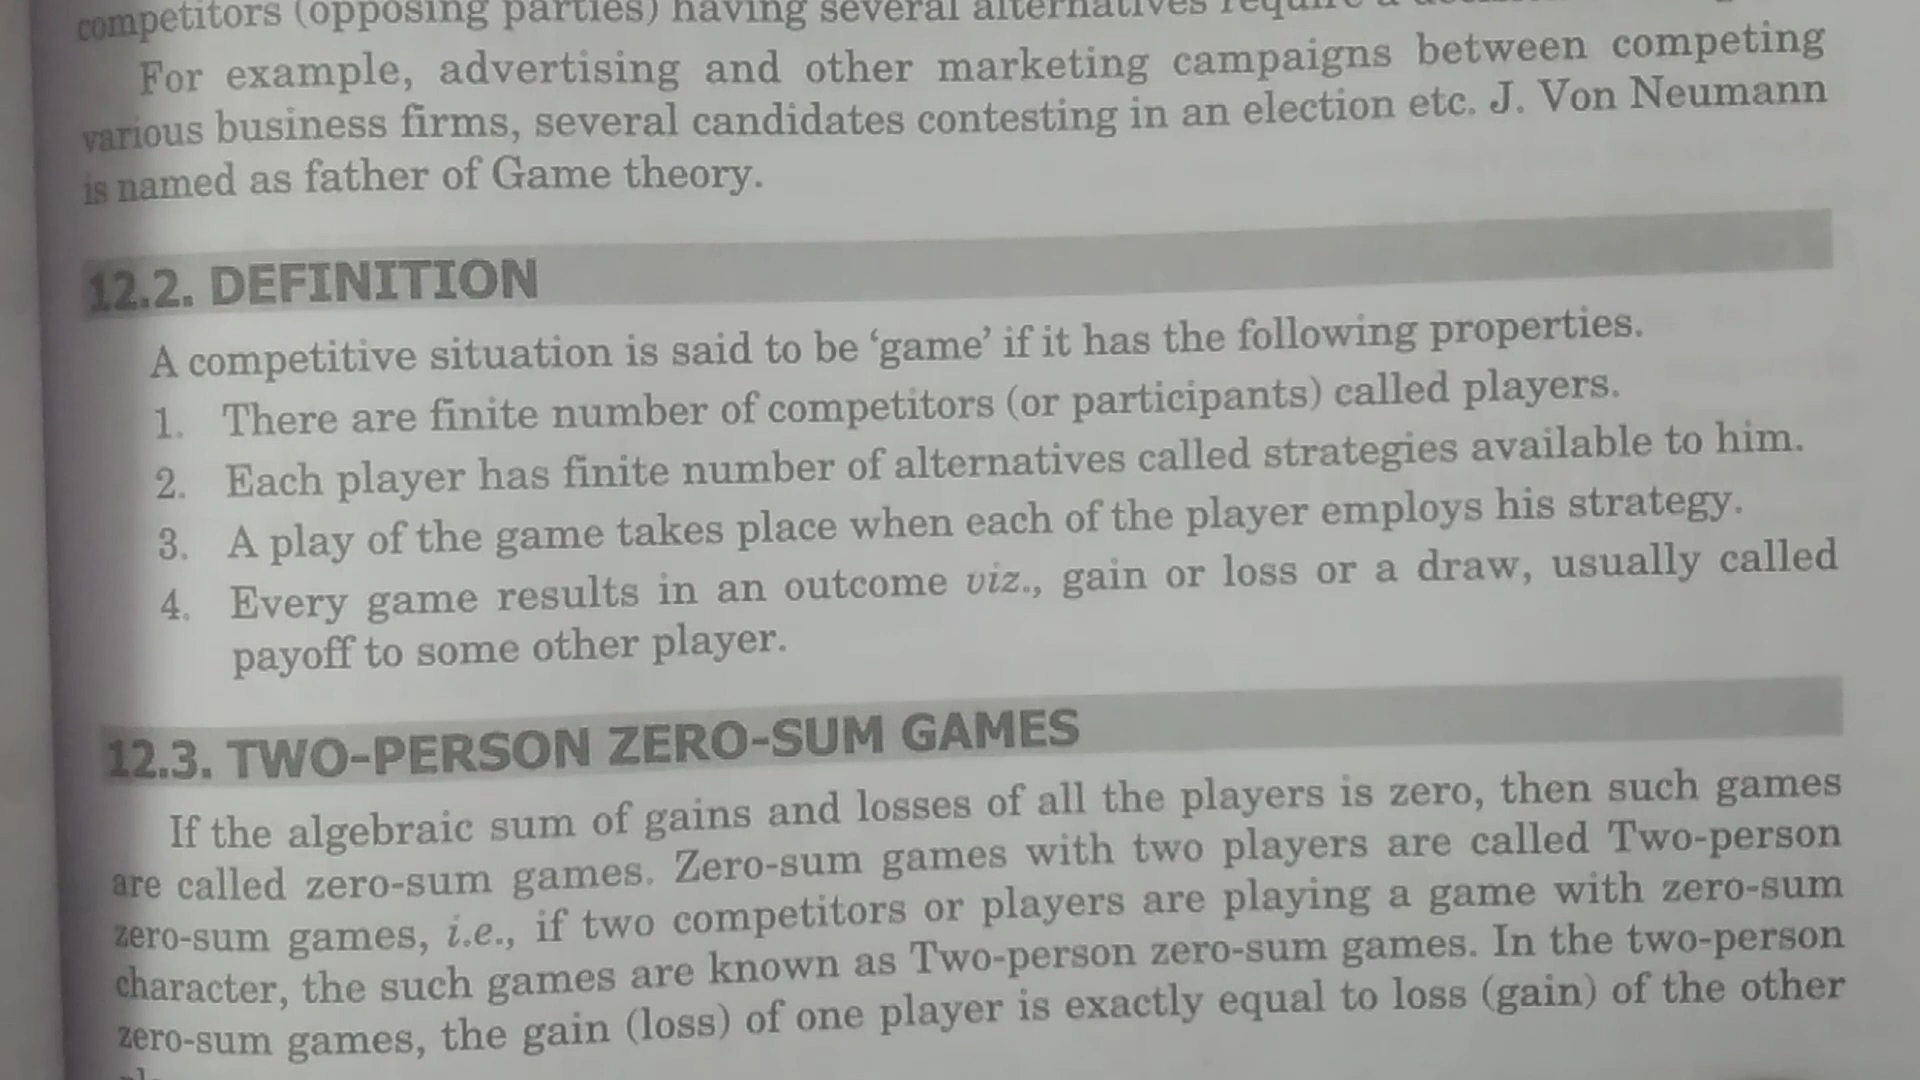 competitors (opposing parties) having several alternatives require a
For example, advertising and other marketing campaigns between competing
various business firms, several candidates contesting in an election etc. J. Von Neumann
is named as father of Game theory.
12.2. DEFINITION
A competitive situation is said to be ‘game’ if it has the following properties.
1. There are finite number of competitors (or participants) called players.
2. Each player has finite number of alternatives called strategies available to him.
3. A play of the game takes place when each of the player employs his strategy.
4. Every game results in an outcome viz., gain or loss or a draw, usually called
payoff to some other player.
12.3. TWO-PERSON ZERO-SUM GAMES
If the algebraic sum of gains and losses of all the players is zero, then such games
are called zero-sum games. Zero-sum games with two players are called Two-person
zero-sum games, i.e., if two competitors or players are playing a game with zero-sum
character, the such games are known as Two-person zero-sum games. In the two-person
zero-sum games, the gain (loss) of one player is exactly equal to loss (gain) of the other